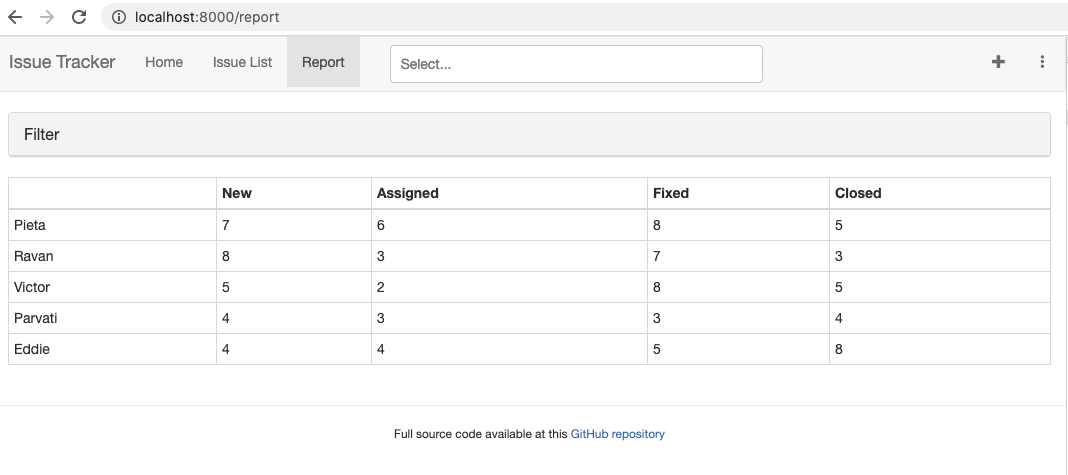 localhost:8000/report
Issue Tracker Home Issue List Report Select...
Filter
New Assigned Fixed Closed
Pieta 7 6 8 5
Ravan 8 3 7 3
Victor 5 2 8 5
Parvati 4 3 3 4
Eddie 4 4 5 8
Full source code available at this GitHub repository